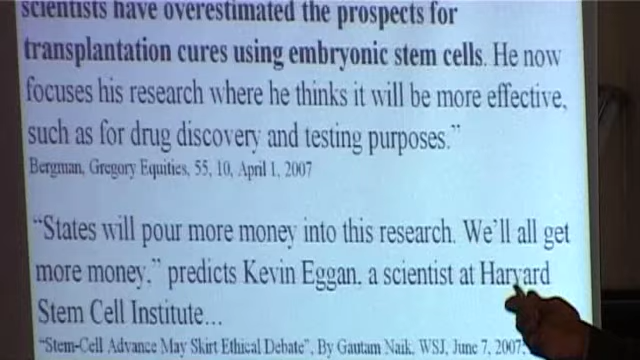 scientists have overestimated the prospects for
transplantation cures using embryonic stem cells. He now
focuses his research where he thinks it will be more effective,
such as for drug discovery and testing purposes.”
Bergman, Gregory Equities, 55, 10, April 1, 2007
“States will pour more money into this research. We’ll all get
more money,” predicts Kevin Eggan, a scientist at Harvard
Stem Cell Institute...
“Stem-Cell Advance May Skirt Ethical Debate”, By Gautam Naik, WSJ, June 7, 2007;